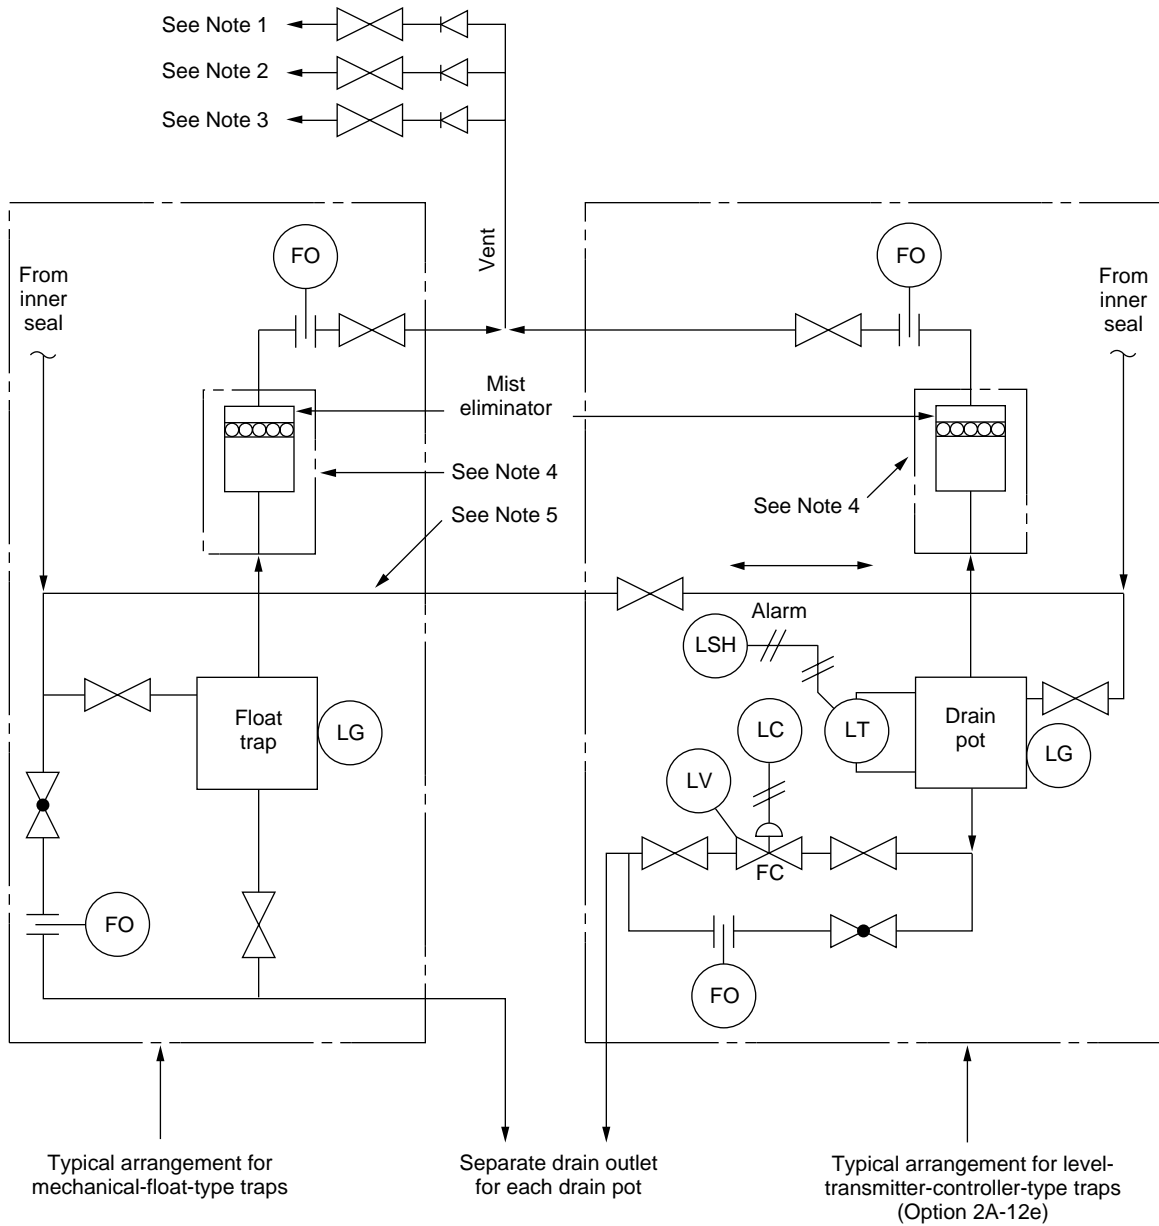 See Note 1
See Note 2
See Note 3
Vent
FO
FO
From
inner
seal
From
inner
seal
Mist
eliminator
See Note 4
See Note 4
See Note 5
Alarm
LSH
Float
trap
LG
LC
LT
Drain
pot
LG
LV
FC
FO
FO
Typical arrangement for
mechanical-float-type traps
Separate drain outlet
for each drain pot
Typical arrangement for level-
transmitter-controller-type traps
(Option 2A-12e)